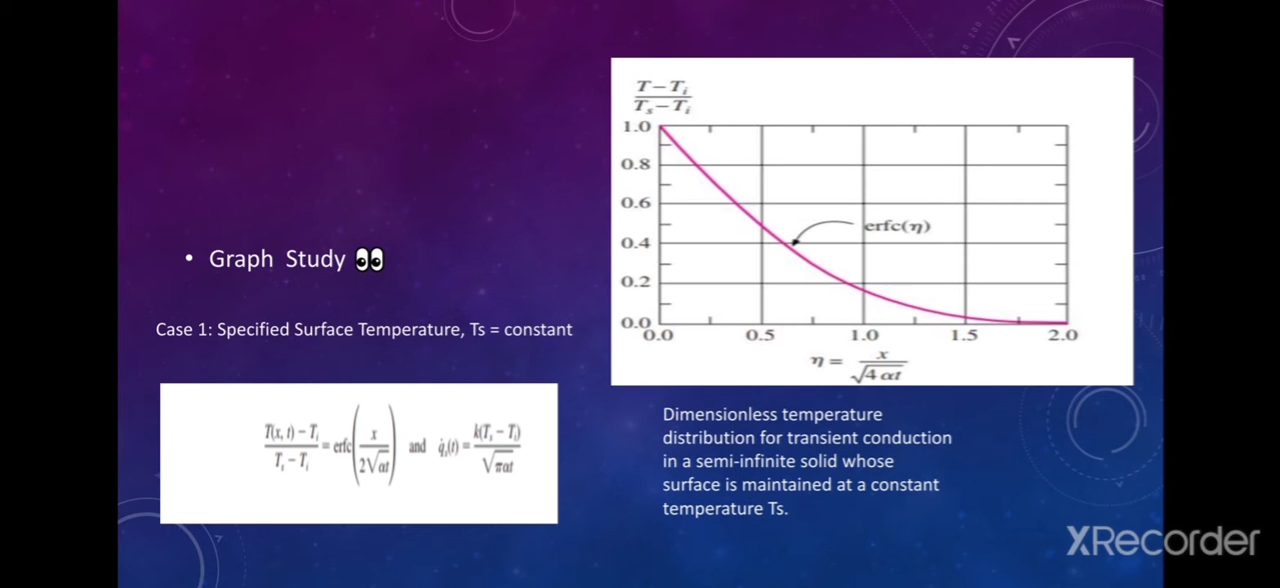 • Graph Study 👀
Case 1: Specified Surface Temperature, Ts = constant
T(x, t) − Ti / Ts − Ti = erfc(x / 2√αt) and q̇s(t) = k(Ts − Ti) / √παt
T − Ti / Ts − Ti
1.0
0.8
0.6
0.4
0.2
0.0
erfc(η)
0.0 0.5 1.0 1.5 2.0
η = x / √4 αt
Dimensionless temperature
distribution for transient conduction
in a semi-infinite solid whose
surface is maintained at a constant
temperature Ts.
XRecorder